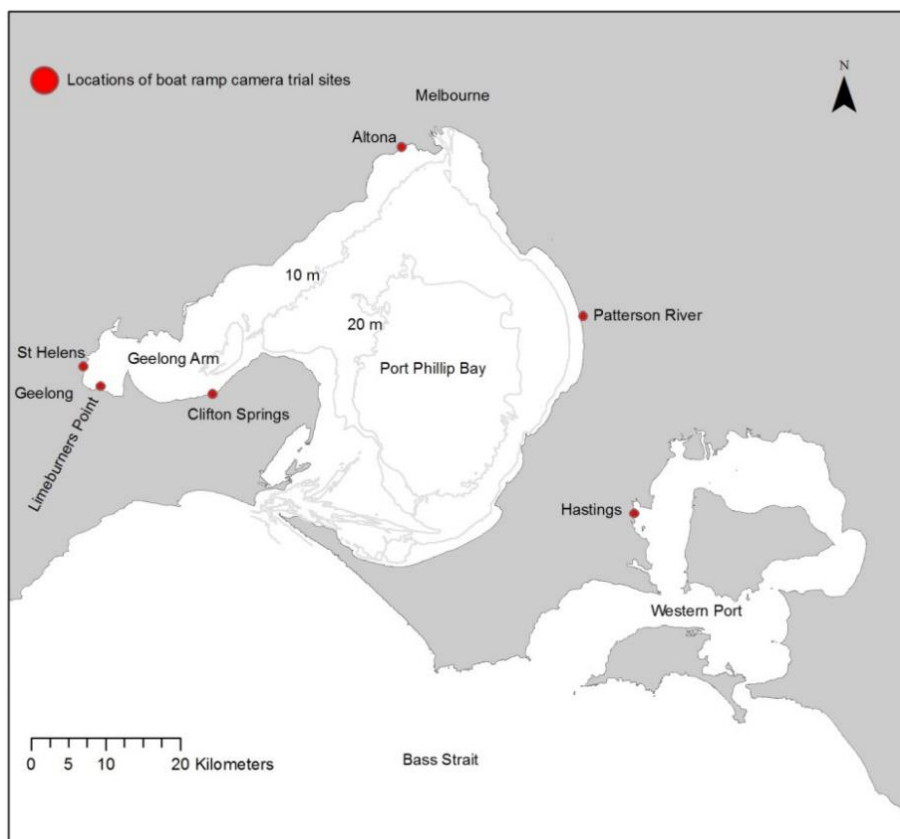 Locations of boat ramp camera trial sites
N
Melbourne
Altona
10 m
Patterson River
20 m
St Helens
Geelong Arm
Port Phillip Bay
Geelong
Clifton Springs
Limeburners Point
Hastings
Western Port
0 5 10 20 Kilometers
Bass Strait